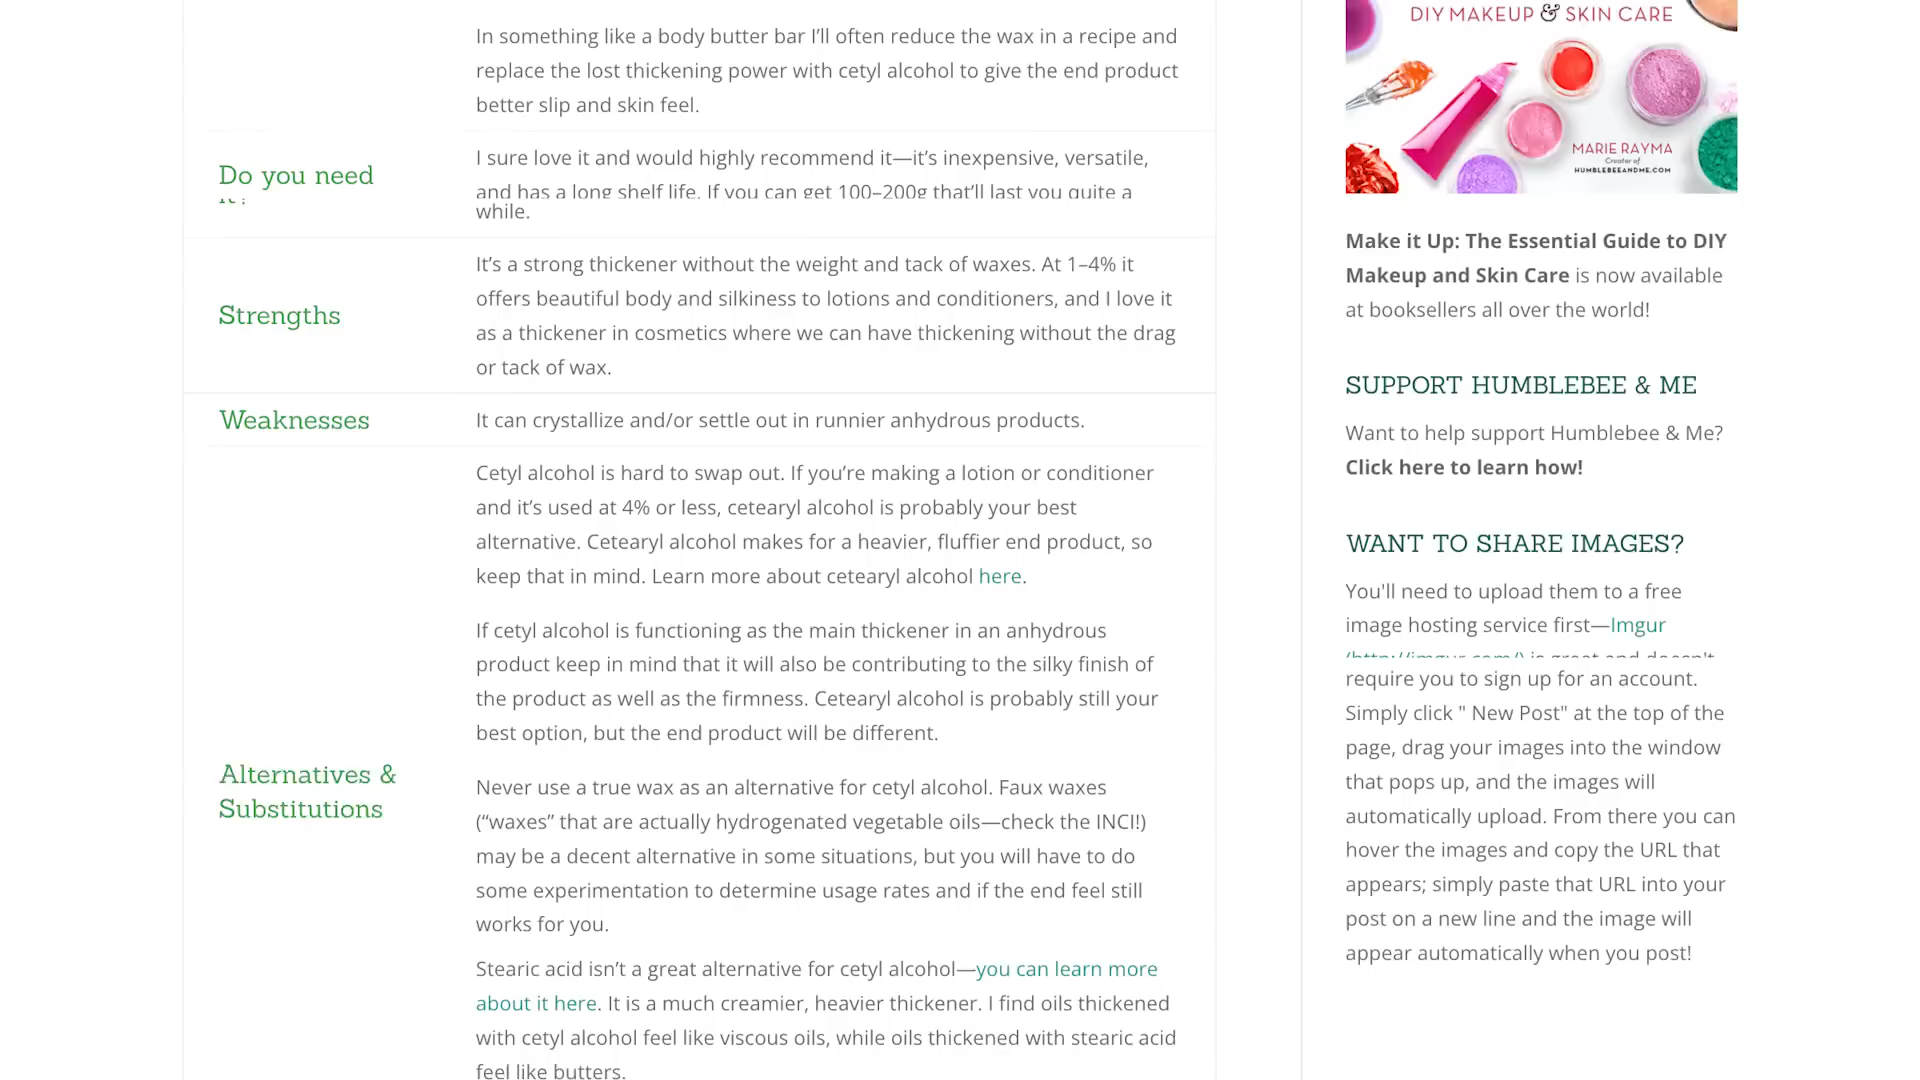 In something like a body butter bar I’ll often reduce the wax in a recipe and
replace the lost thickening power with cetyl alcohol to give the end product
better slip and skin feel.
Do you need
it?
I sure love it and would highly recommend it—it’s inexpensive, versatile,
and has a long shelf life. If you can get 100–200g that’ll last you quite a
while.
Strengths
It’s a strong thickener without the weight and tack of waxes. At 1–4% it
offers beautiful body and silkiness to lotions and conditioners, and I love it
as a thickener in cosmetics where we can have thickening without the drag
or tack of wax.
Weaknesses
It can crystallize and/or settle out in runnier anhydrous products.
Alternatives &
Substitutions
Cetyl alcohol is hard to swap out. If you’re making a lotion or conditioner
and it’s used at 4% or less, cetearyl alcohol is probably your best
alternative. Cetearyl alcohol makes for a heavier, fluffier end product, so
keep that in mind. Learn more about cetearyl alcohol here.
If cetyl alcohol is functioning as the main thickener in an anhydrous
product keep in mind that it will also be contributing to the silky finish of
the product as well as the firmness. Cetearyl alcohol is probably still your
best option, but the end product will be different.
Never use a true wax as an alternative for cetyl alcohol. Faux waxes
(“waxes” that are actually hydrogenated vegetable oils—check the INCI!)
may be a decent alternative in some situations, but you will have to do
some experimentation to determine usage rates and if the end feel still
works for you.
Stearic acid isn’t a great alternative for cetyl alcohol—you can learn more
about it here. It is a much creamier, heavier thickener. I find oils thickened
with cetyl alcohol feel like viscous oils, while oils thickened with stearic acid
feel like butters.
DIY MAKEUP & SKIN CARE
MARIE RAYMA
Creator of
HUMBLEBEEANDME.COM
Make it Up: The Essential Guide to DIY
Makeup and Skin Care is now available
at booksellers all over the world!
SUPPORT HUMBLEBEE & ME
Want to help support Humblebee & Me?
Click here to learn how!
WANT TO SHARE IMAGES?
You'll need to upload them to a free
image hosting service first—Imgur
(http://imgur.com/) is great and doesn't
require you to sign up for an account.
Simply click " New Post" at the top of the
page, drag your images into the window
that pops up, and the images will
automatically upload. From there you can
hover the images and copy the URL that
appears; simply paste that URL into your
post on a new line and the image will
appear automatically when you post!